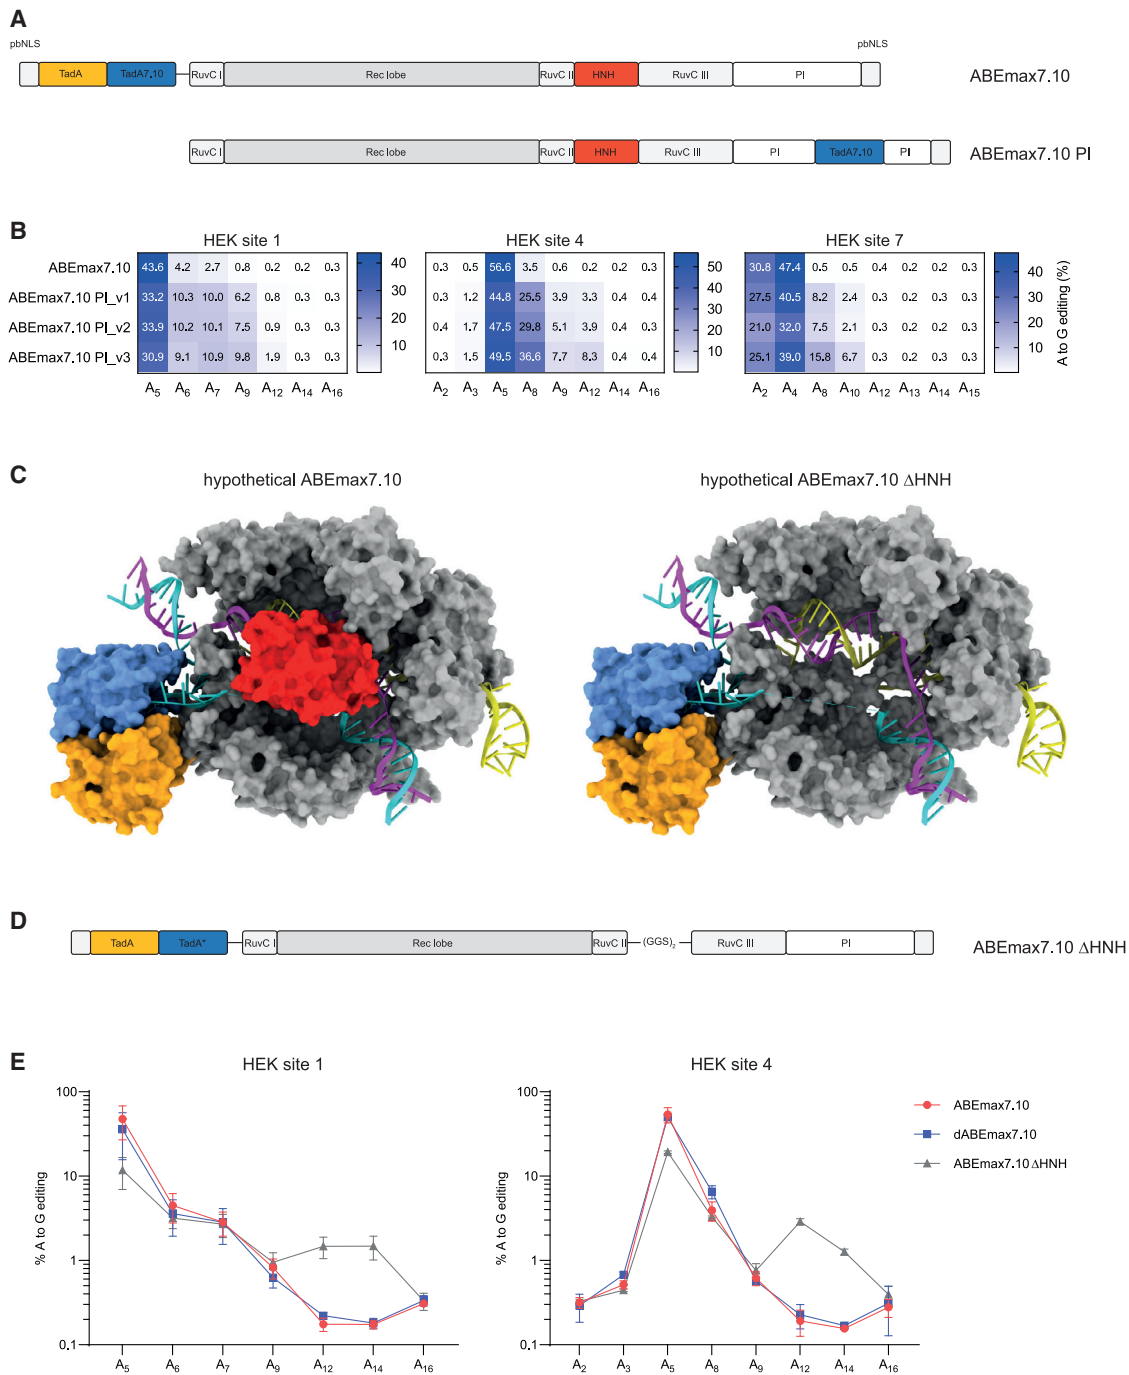 A
pbNLS pbNLS
TadA TadA7.10 RuvC I Rec lobe RuvC II HNH RuvC III PI ABEmax7.10
RuvC I Rec lobe RuvC II HNH RuvC III PI TadA7.10 PI ABEmax7.10 PI
B
HEK site 1 HEK site 4 HEK site 7
ABEmax7.10 43.6 4.2 2.7 0.8 0.2 0.2 0.3 0.3 0.5 56.6 3.5 0.6 0.2 0.2 0.3 30.8 47.4 0.5 0.5 0.4 0.2 0.2 0.3
ABEmax7.10 PI_v1 33.2 10.3 10.0 6.2 0.8 0.3 0.3 0.3 1.2 44.8 25.5 3.9 3.3 0.4 0.4 27.5 40.5 8.2 2.4 0.3 0.2 0.3 0.3
ABEmax7.10 PI_v2 33.9 10.2 10.1 7.5 0.9 0.3 0.3 0.4 1.7 47.5 29.8 5.1 3.9 0.4 0.3 21.0 32.0 7.5 2.1 0.3 0.2 0.2 0.3
ABEmax7.10 PI_v3 30.9 9.1 10.9 9.8 1.9 0.3 0.3 0.3 1.5 49.5 36.6 7.7 8.3 0.4 0.4 25.1 39.0 15.8 6.7 0.3 0.2 0.3 0.3
40
30
20
10
50
40
30
20
10
40
30
20
10
A to G editing (%)
A5 A6 A7 A9 A12 A14 A16 A2 A3 A5 A8 A9 A12 A14 A16 A2 A4 A8 A10 A12 A13 A14 A15
C
hypothetical ABEmax7.10 hypothetical ABEmax7.10 ΔHNH
D
TadA TadA* RuvC I Rec lobe RuvC II (GGS)2 RuvC III PI ABEmax7.10 ΔHNH
E
HEK site 1
% A to G editing
100
10
1
0.1
A5 A6 A7 A9 A12 A14 A16
HEK site 4
% A to G editing
100
10
1
0.1
A2 A3 A5 A8 A9 A12 A14 A16
ABEmax7.10
dABEmax7.10
ABEmax7.10 ΔHNH